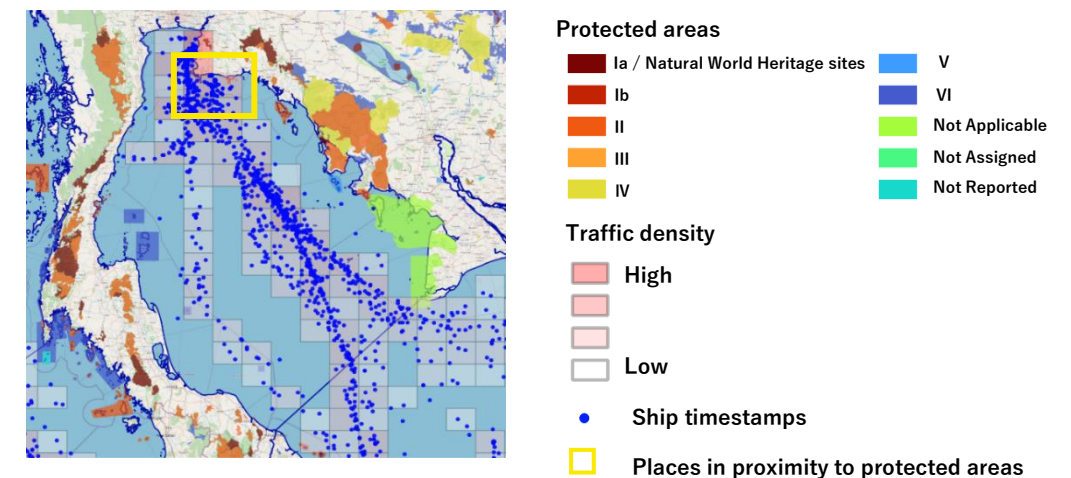 Protected areas
Ia / Natural World Heritage sites
Ib
II
III
IV
V
VI
Not Applicable
Not Assigned
Not Reported
Traffic density
High
Low
Ship timestamps
Places in proximity to protected areas